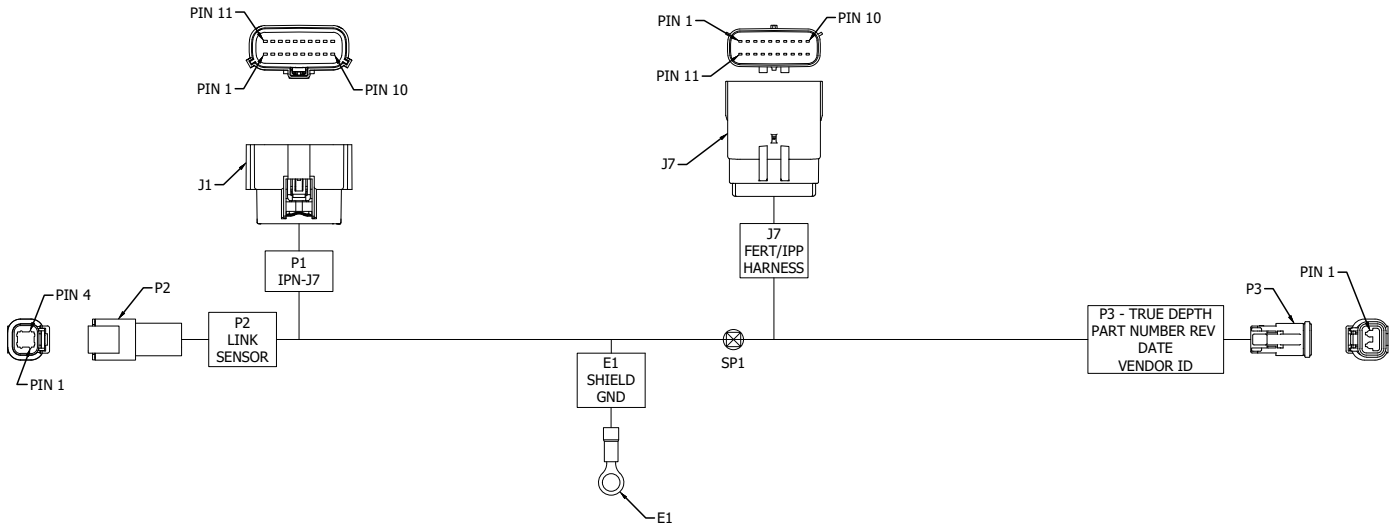 PIN 11
PIN 1
PIN 10
PIN 1
PIN 10
PIN 11
J1
J7
P1
IPN-J7
J7
FERT/IPP
HARNESS
PIN 4
PIN 1
P2
P2
LINK
SENSOR
E1
SHIELD
GND
E1
SP1
P3 - TRUE DEPTH
PART NUMBER REV
DATE
VENDOR ID
P3
PIN 1